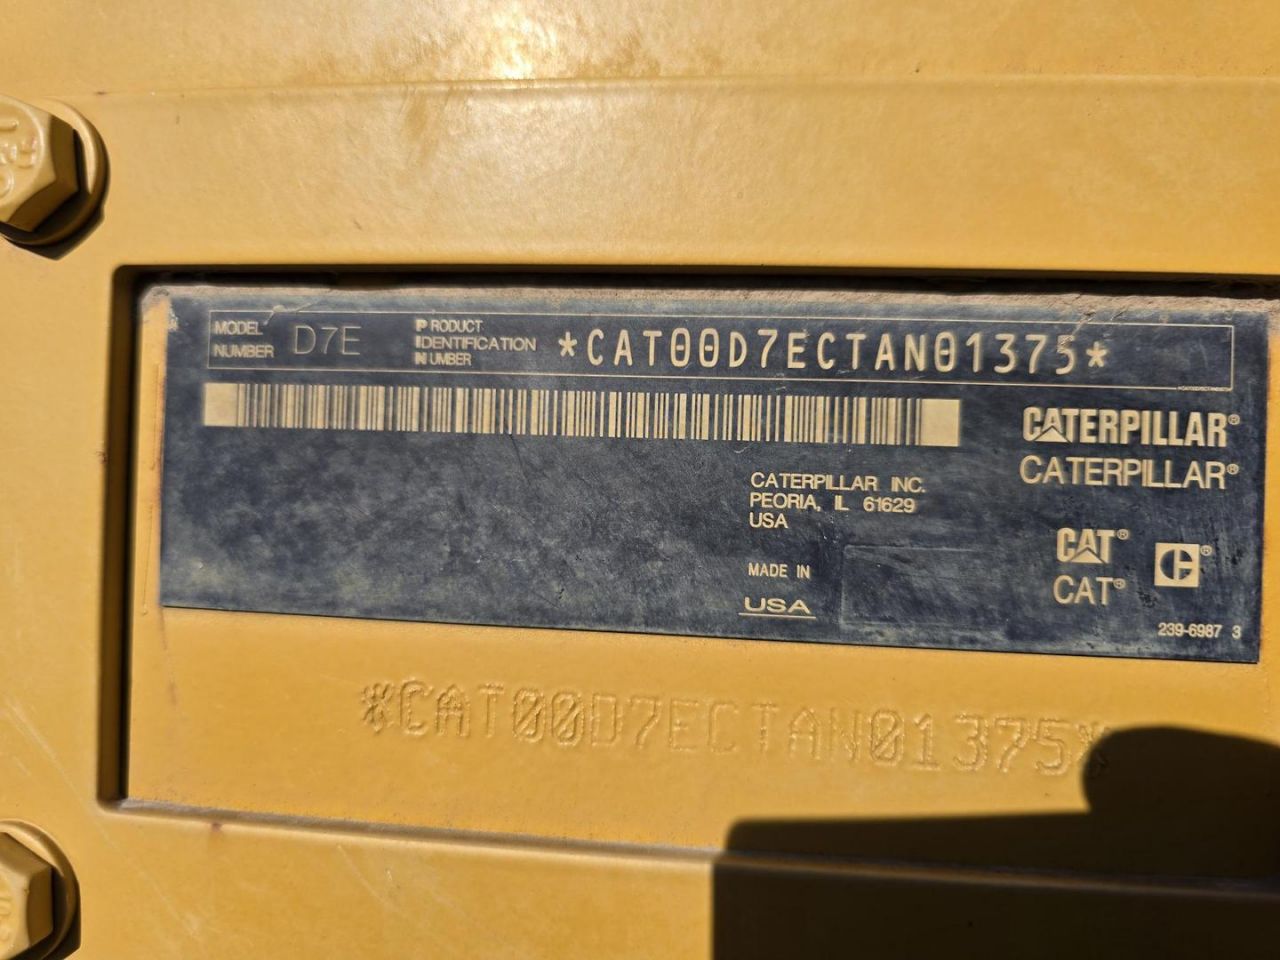 MODEL NUMBER D7E
PRODUCT IDENTIFICATION NUMBER *CAT00D7ECTAN01375*
CATERPILLAR®
CATERPILLAR®
CATERPILLAR INC.
PEORIA, IL 61629
USA
MADE IN
USA
CAT®
CAT®
C®
239-6987 3
*CAT00D7ECTAN01375*